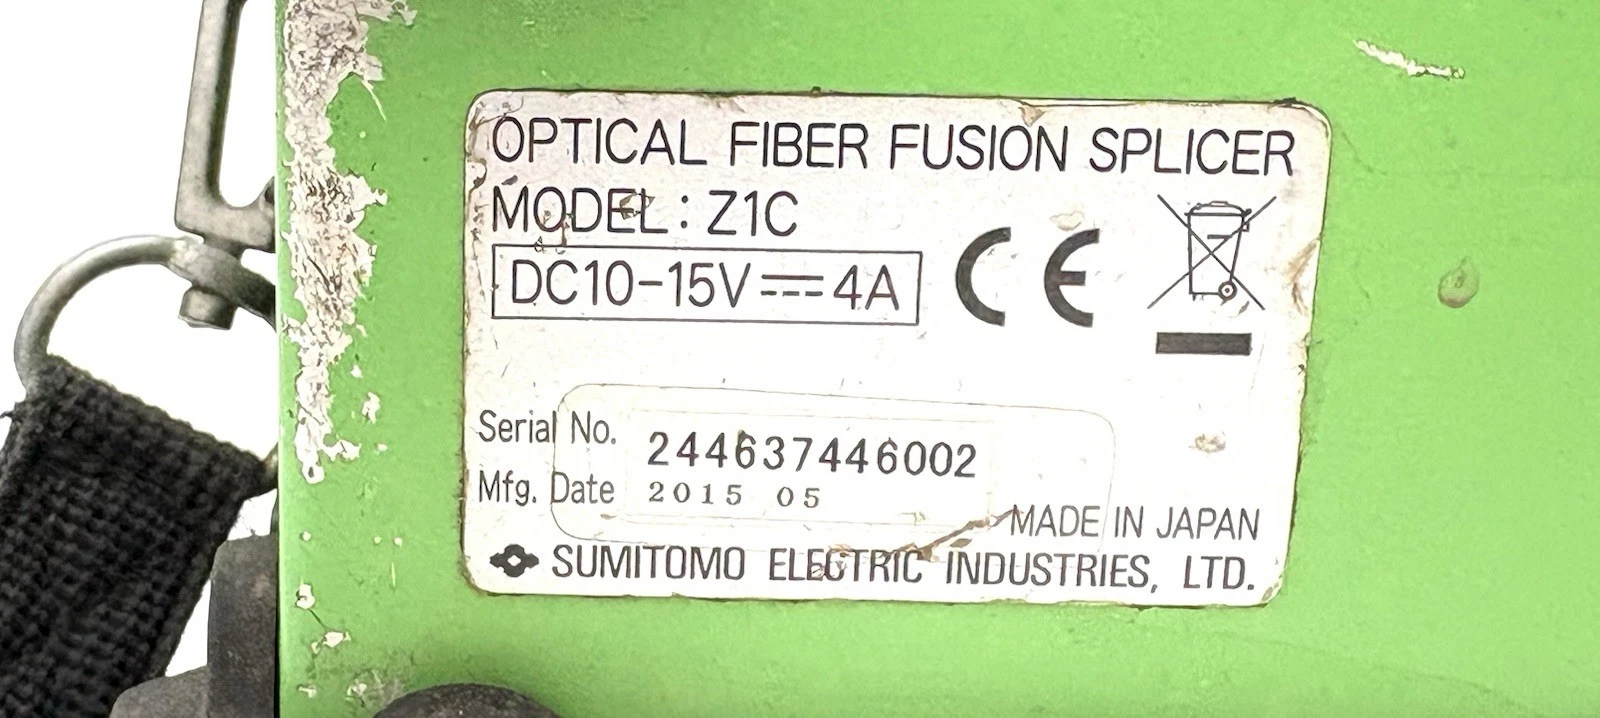 OPTICAL FIBER FUSION SPLICER
MODEL : Z1C
DC10-15V⎓4A
CE
Serial No. 244637446002
Mfg. Date 2015 05
MADE IN JAPAN
SUMITOMO ELECTRIC INDUSTRIES, LTD.